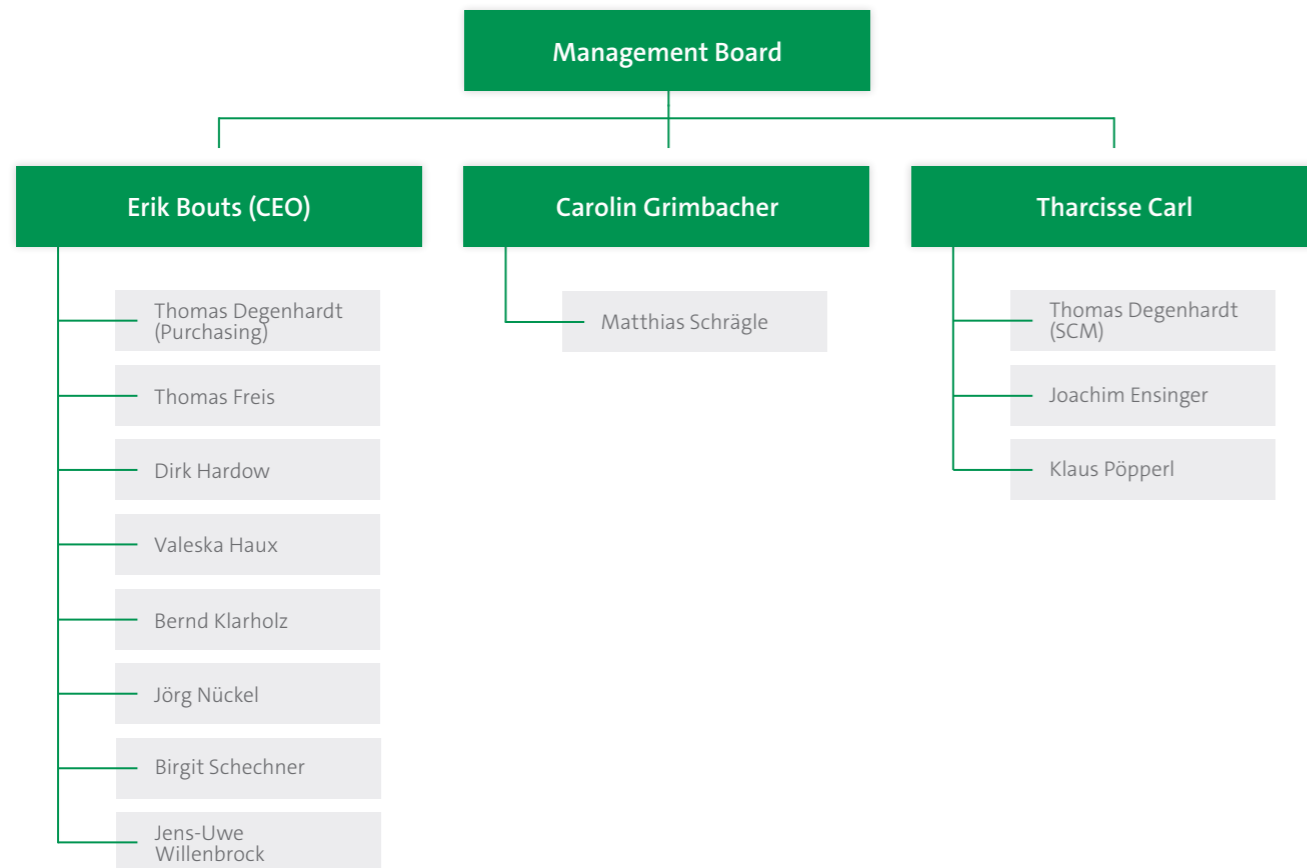 Management Board
Erik Bouts (CEO)
Thomas Degenhardt
(Purchasing)
Thomas Freis
Dirk Hardow
Valeska Haux
Bernd Klarholz
Jörg Nückel
Birgit Schechner
Jens-Uwe
Willenbrock
Carolin Grimbacher
Matthias Schrägle
Tharcisse Carl
Thomas Degenhardt
(SCM)
Joachim Ensinger
Klaus Pöpperl